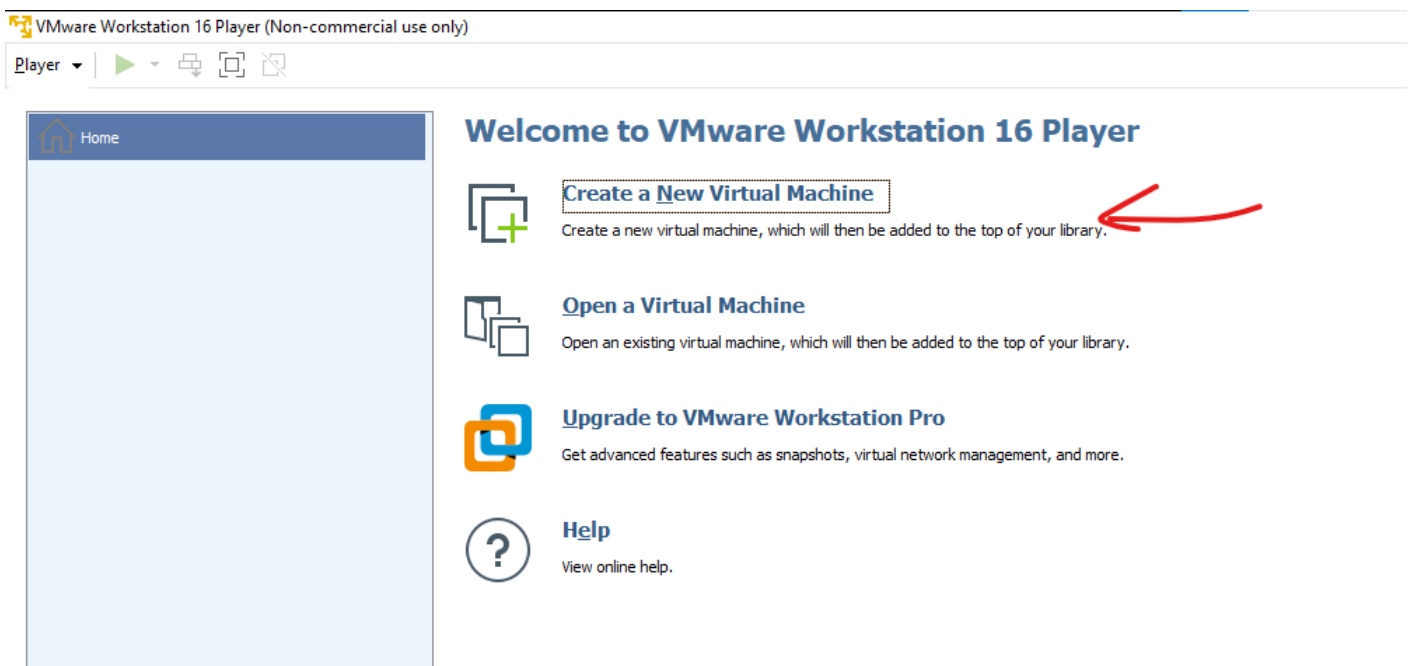 VMware Workstation 16 Player (Non-commercial use only)
Player
Home
Welcome to VMware Workstation 16 Player
Create a New Virtual Machine
Create a new virtual machine, which will then be added to the top of your library.
Open a Virtual Machine
Open an existing virtual machine, which will then be added to the top of your library.
Upgrade to VMware Workstation Pro
Get advanced features such as snapshots, virtual network management, and more.
?
Help
View online help.